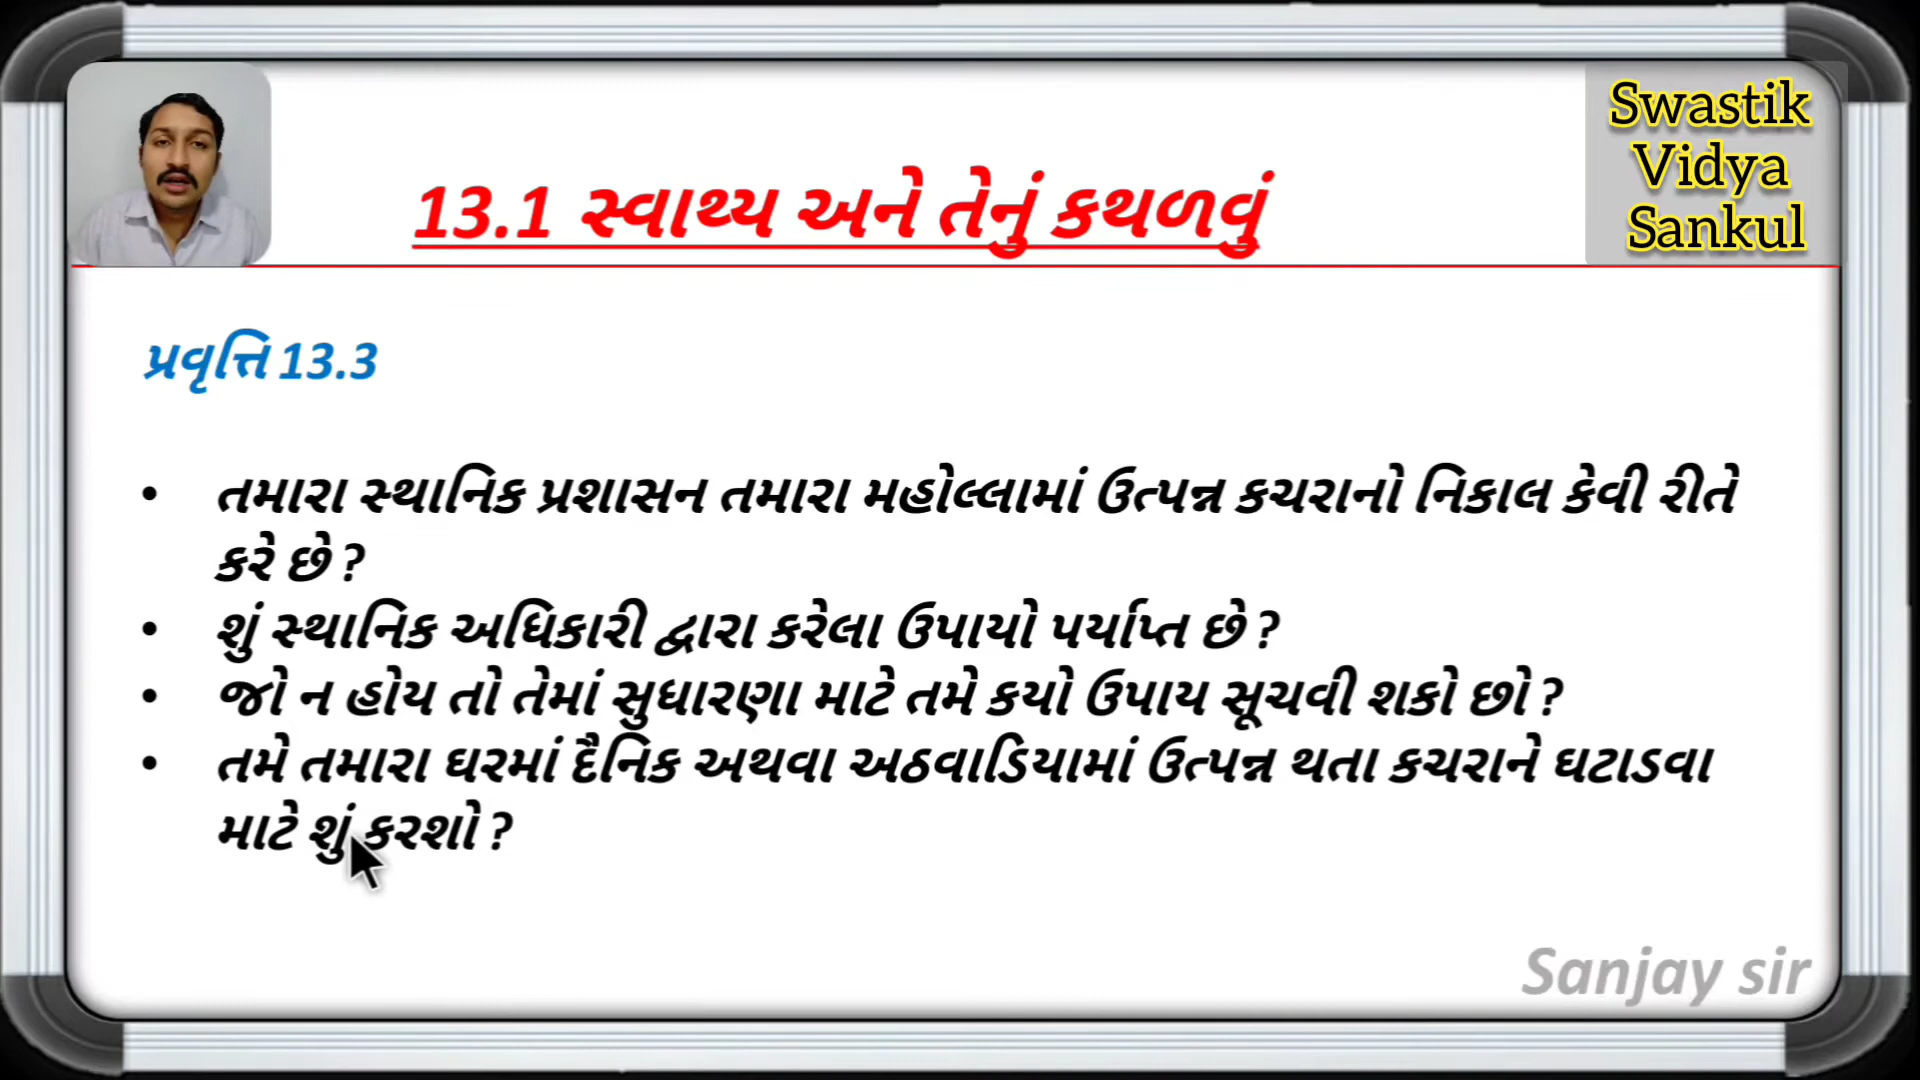 Swastik
Vidya
Sankul
13.1 સ્વાથ્ય અને તેનું કથળવું
પ્રવૃત્તિ 13.3
• તમારા સ્થાનિક પ્રશાસન તમારા મહોલ્લામાં ઉત્પન્ન કચરાનો નિકાલ કેવી રીતે
કરે છે ?
• શું સ્થાનિક અધિકારી દ્વારા કરેલા ઉપાયો પર્યાપ્ત છે ?
• જો ન હોય તો તેમાં સુધારણા માટે તમે કયો ઉપાય સૂચવી શકો છો ?
• તમે તમારા ઘરમાં દૈનિક અથવા અઠવાડિયામાં ઉત્પન્ન થતા કચરાને ઘટાડવા
માટે શું કરશો ?
Sanjay sir